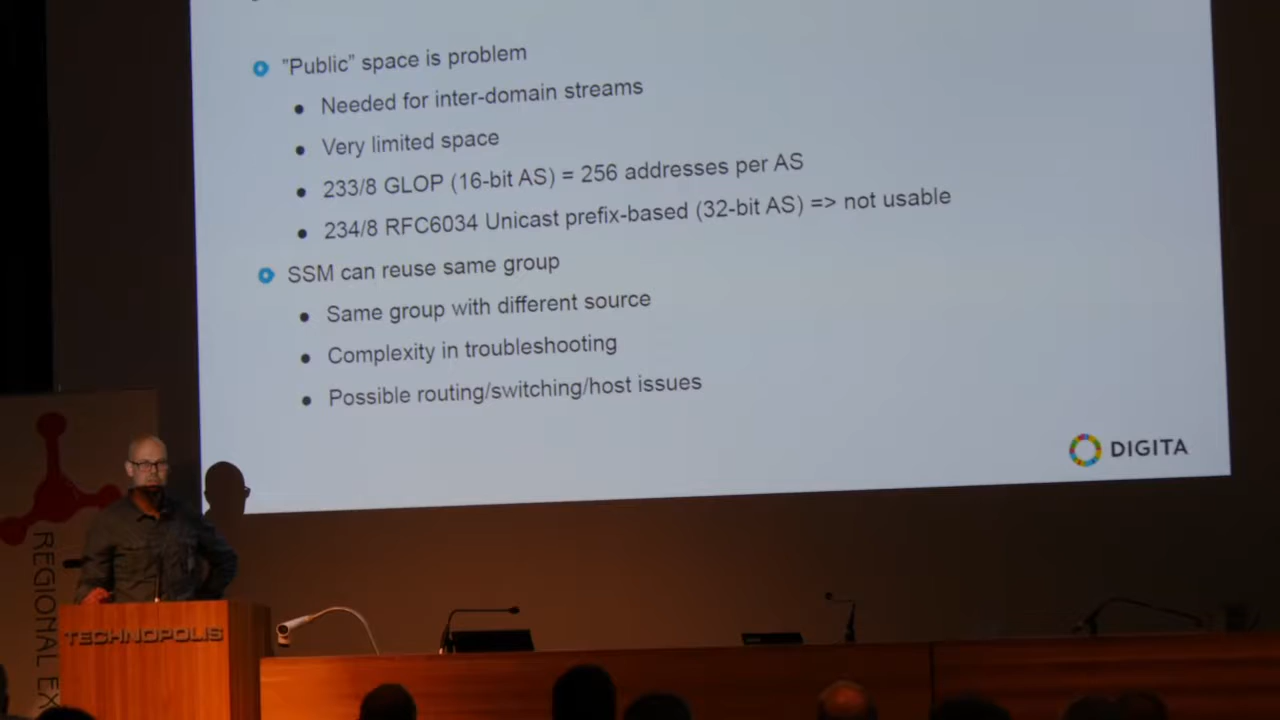 "Public" space is problem
Needed for inter-domain streams
Very limited space
233/8 GLOP (16-bit AS) = 256 addresses per AS
234/8 RFC6034 Unicast prefix-based (32-bit AS) => not usable
SSM can reuse same group
Same group with different source
Complexity in troubleshooting
Possible routing/switching/host issues
DIGITA
REGIONAL EX
TECHNOPOLIS